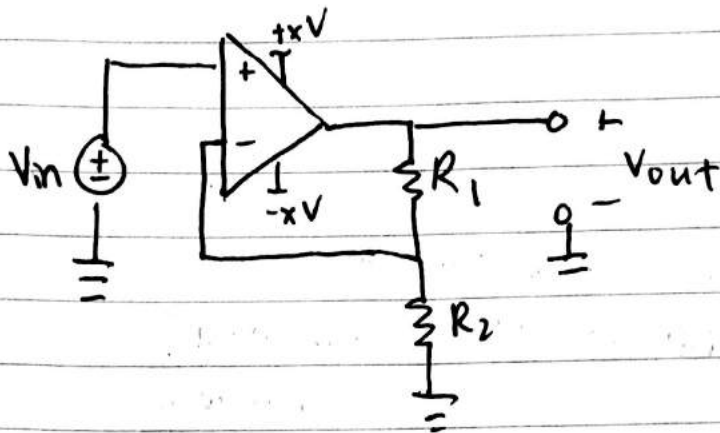 +xV
+
-
-xV
Vin
+
-
R1
R2
+
Vout
-